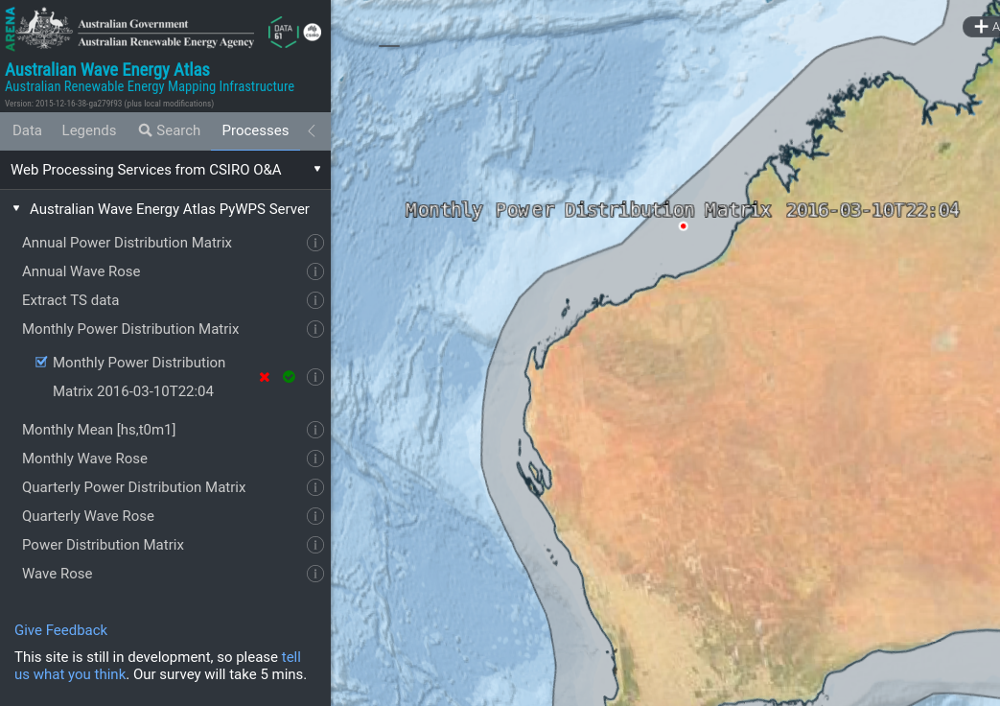 ARENA
Australian Government
Australian Renewable Energy Agency
DATA
61
CSIRO
Australian Wave Energy Atlas
Australian Renewable Energy Mapping Infrastructure
Version: 2015-12-16-38-ga279f93 (plus local modifications)
Data Legends Search Processes
Web Processing Services from CSIRO O&A
Australian Wave Energy Atlas PyWPS Server
Annual Power Distribution Matrix
Annual Wave Rose
Extract TS data
Monthly Power Distribution Matrix
Monthly Power Distribution
Matrix 2016-03-10T22:04
Monthly Mean [hs,t0m1]
Monthly Wave Rose
Quarterly Power Distribution Matrix
Quarterly Wave Rose
Power Distribution Matrix
Wave Rose
Give Feedback
This site is still in development, so please tell
us what you think. Our survey will take 5 mins.
Monthly Power Distribution Matrix 2016-03-10T22:04
A